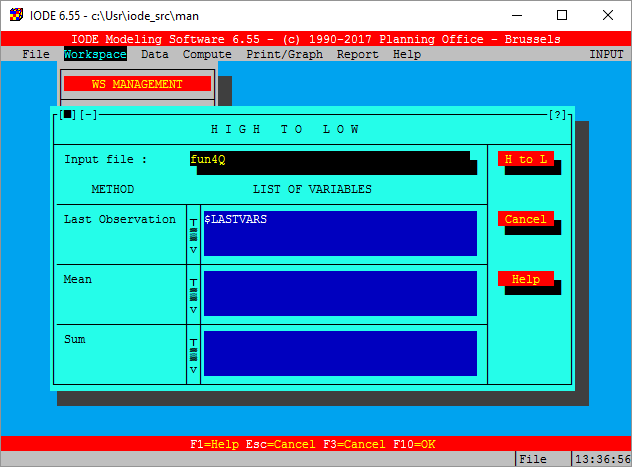 IODE 6.55 - c:\Usr\iode_src\man
IODE Modeling Software 6.55 - (c) 1990-2017 Planning Office - Brussels
File Workspace Data Compute Print/Graph Report Help INPUT
WS MANAGEMENT
[■][-] [?]
H I G H T O L O W
Input file : fun4Q H to L
METHOD LIST OF VARIABLES
Last Observation $LASTVARS Cancel
Mean Help
Sum
F1=Help Esc=Cancel F3=Cancel F10=OK
File 13:36:56